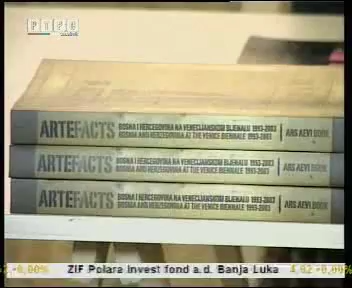 RTRS
ARTEFACTS BOSNA I HERCEGOVINA NA VENECIJANSKOM BIJENALU 1993-2003 ARS AEVI BOOK
BOSNIA AND HERZEGOVINA AT THE VENICE BIENNALE 1993-2003
ARTEFACTS BOSNA I HERCEGOVINA NA VENECIJANSKOM BIJENALU 1993-2003 ARS AEVI BOOK
BOSNIA AND HERZEGOVINA AT THE VENICE BIENNALE 1993-2003
ARTEFACTS BOSNA I HERCEGOVINA NA VENECIJANSKOM BIJENALU 1993-2003 ARS AEVI BOOK
BOSNIA AND HERZEGOVINA AT THE VENICE BIENNALE 1993-2003
0,00% ZIF Polara Invest fond a.d. Banja Luka 4,82 +0,00%